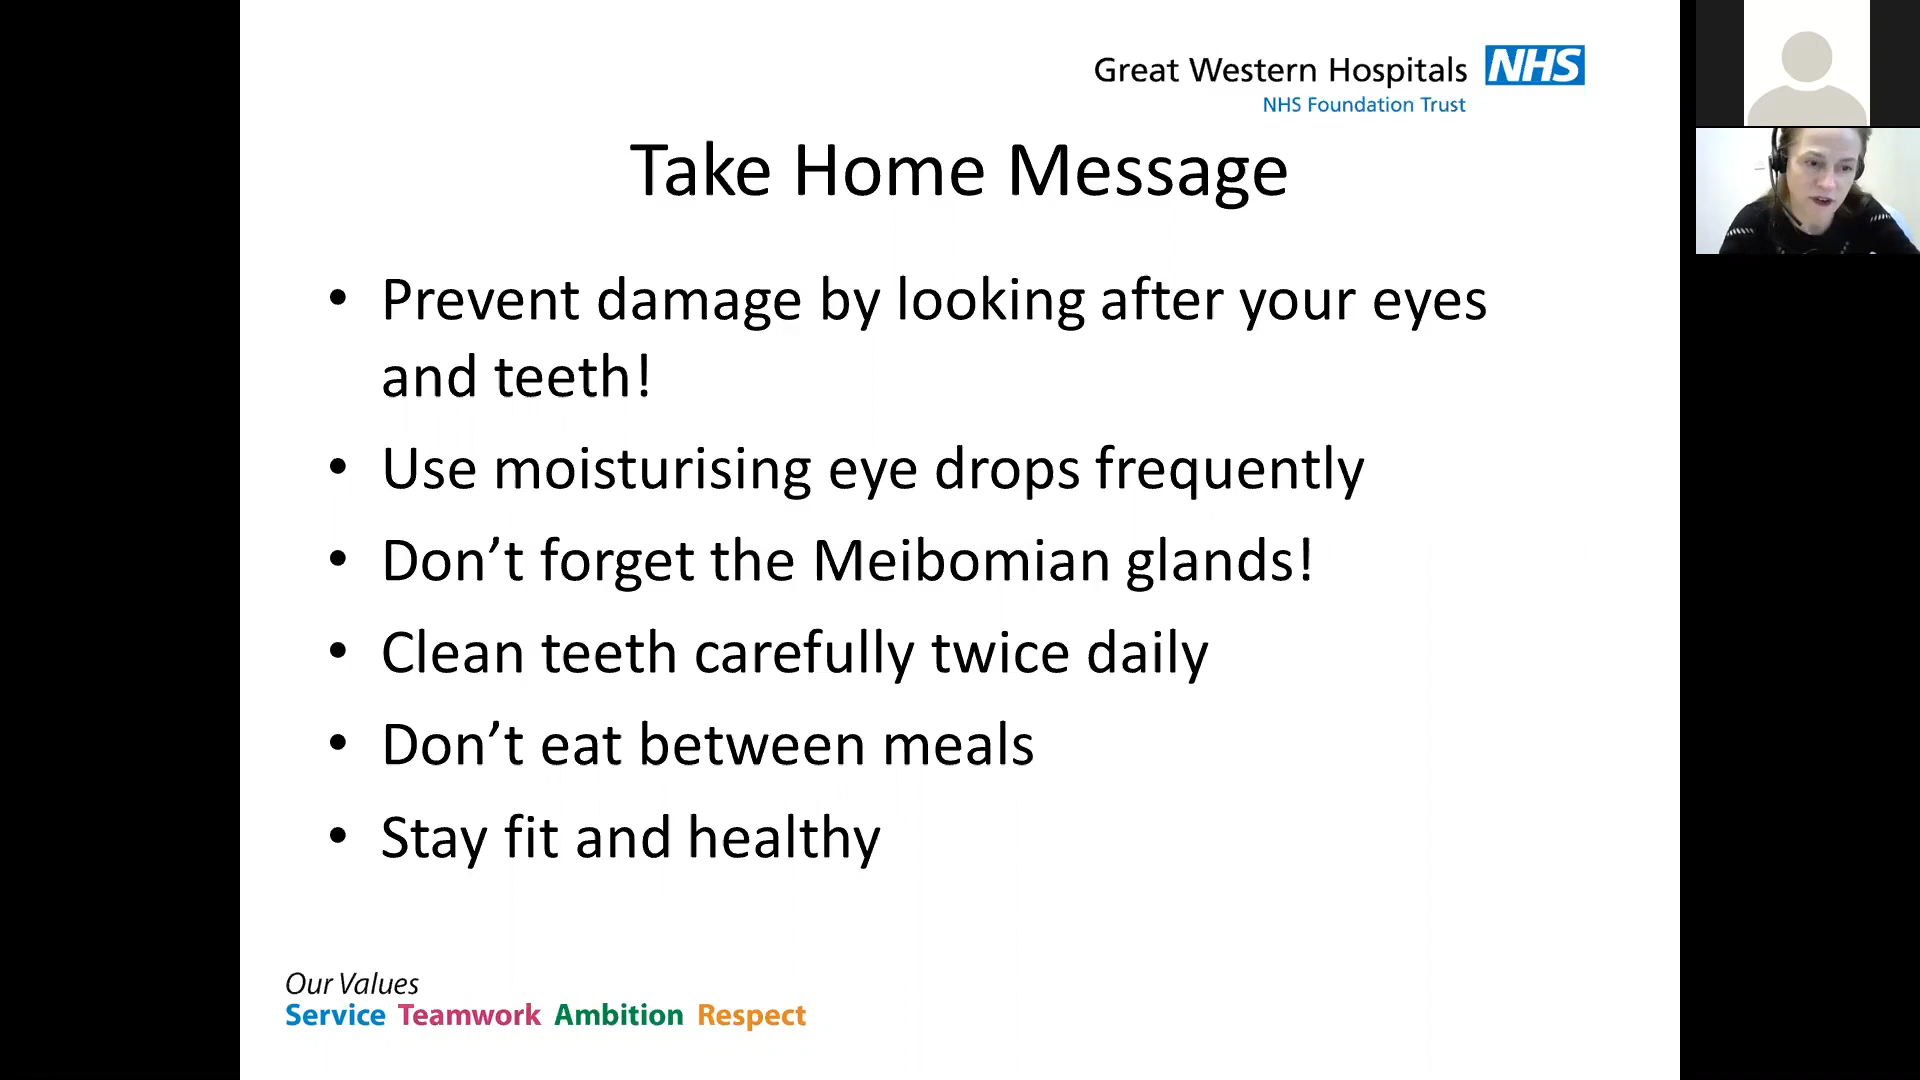 Great Western Hospitals NHS
NHS Foundation Trust
Take Home Message
• Prevent damage by looking after your eyes
and teeth!
• Use moisturising eye drops frequently
• Don’t forget the Meibomian glands!
• Clean teeth carefully twice daily
• Don’t eat between meals
• Stay fit and healthy
Our Values
Service Teamwork Ambition Respect